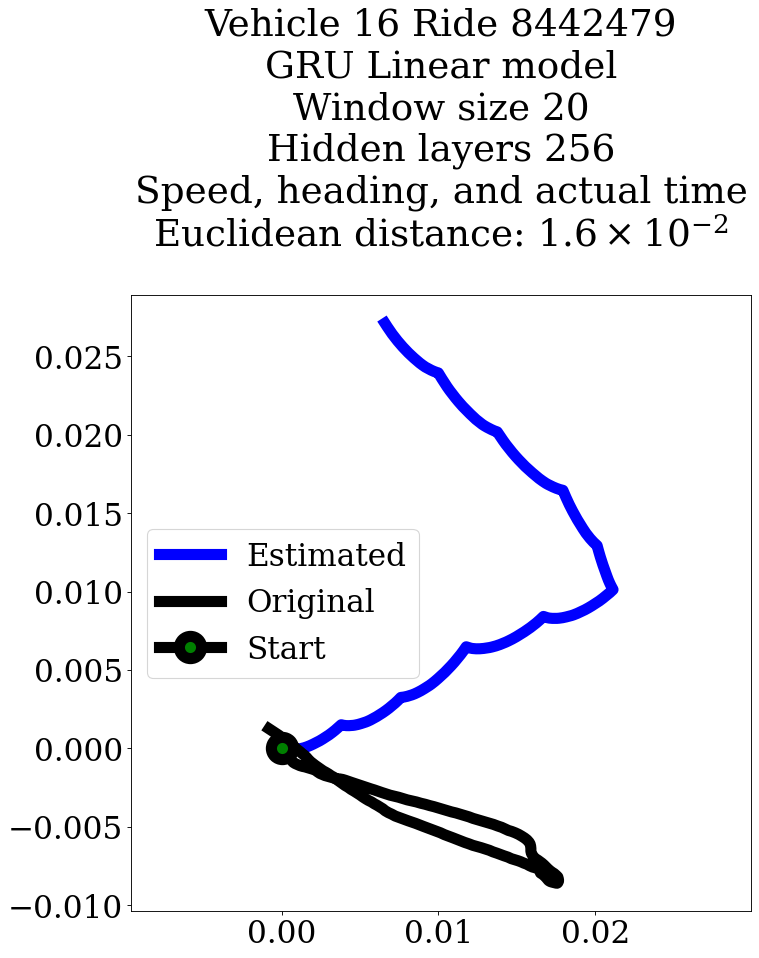 Vehicle 16 Ride 8442479
GRU Linear model
Window size 20
Hidden layers 256
Speed, heading, and actual time
Euclidean distance: 1.6 × 10⁻²
0.025
0.020
0.015
0.010
0.005
0.000
−0.005
−0.010
Estimated
Original
Start
0.00 0.01 0.02